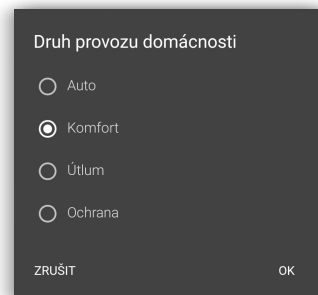 Druh provozu domácnosti
Auto
Komfort
Útlum
Ochrana
ZRUŠIT OK